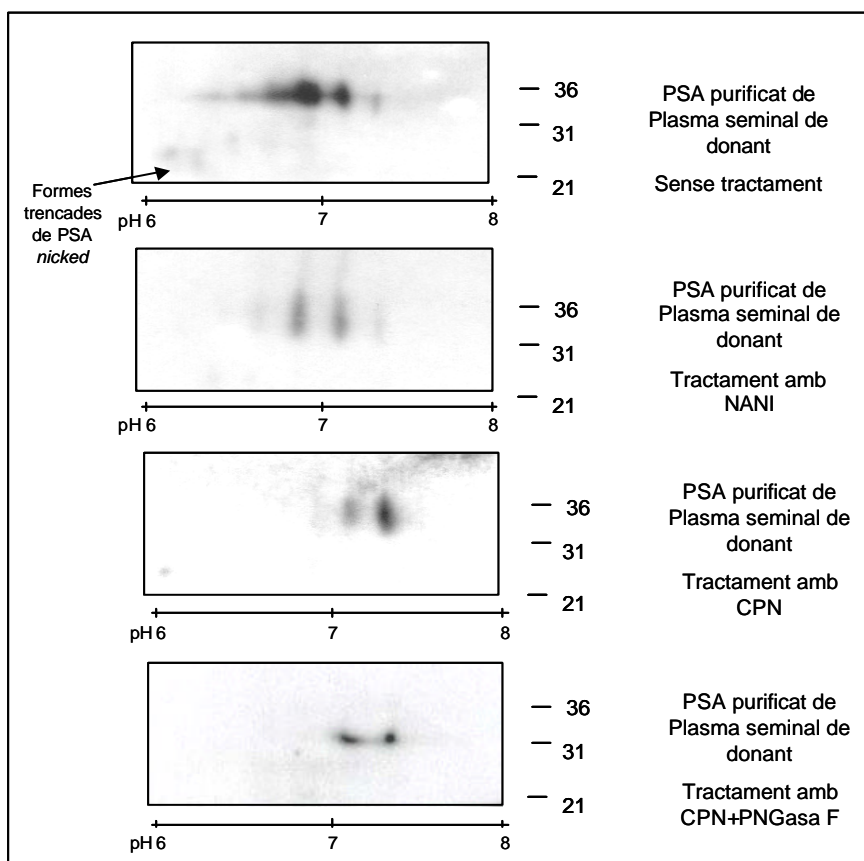 36
31
21
PSA purificat de
Plasma seminal de
donant
Sense tractament
Formes
trencades
de PSA
nicked
pH 6
7
8
36
31
21
PSA purificat de
Plasma seminal de
donant
Tractament amb
NANI
pH 6
7
8
36
31
21
PSA purificat de
Plasma seminal de
donant
Tractament amb
CPN
pH 6
7
8
36
31
21
PSA purificat de
Plasma seminal de
donant
Tractament amb
CPN+PNGasa F
pH 6
7
8